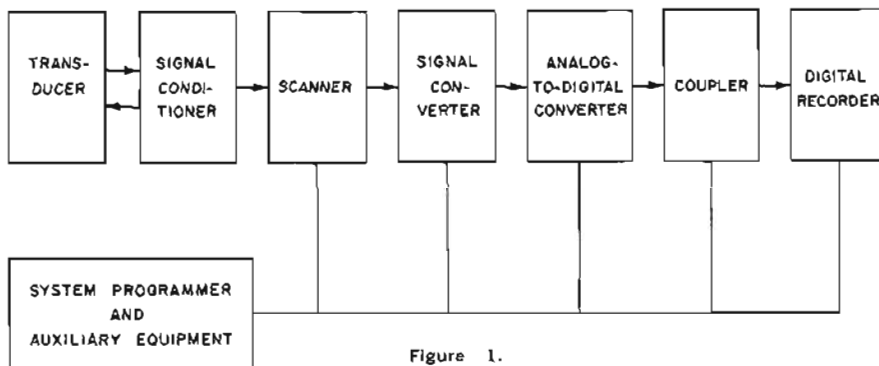 TRANS-
DUCER
SIGNAL
CONDI-
TIONER
SCANNER
SIGNAL
CON-
VERTER
ANALOG-
TO-DIGITAL
CONVERTER
COUPLER
DIGITAL
RECORDER
SYSTEM PROGRAMMER
AND
AUXILIARY EQUIPMENT
Figure 1.